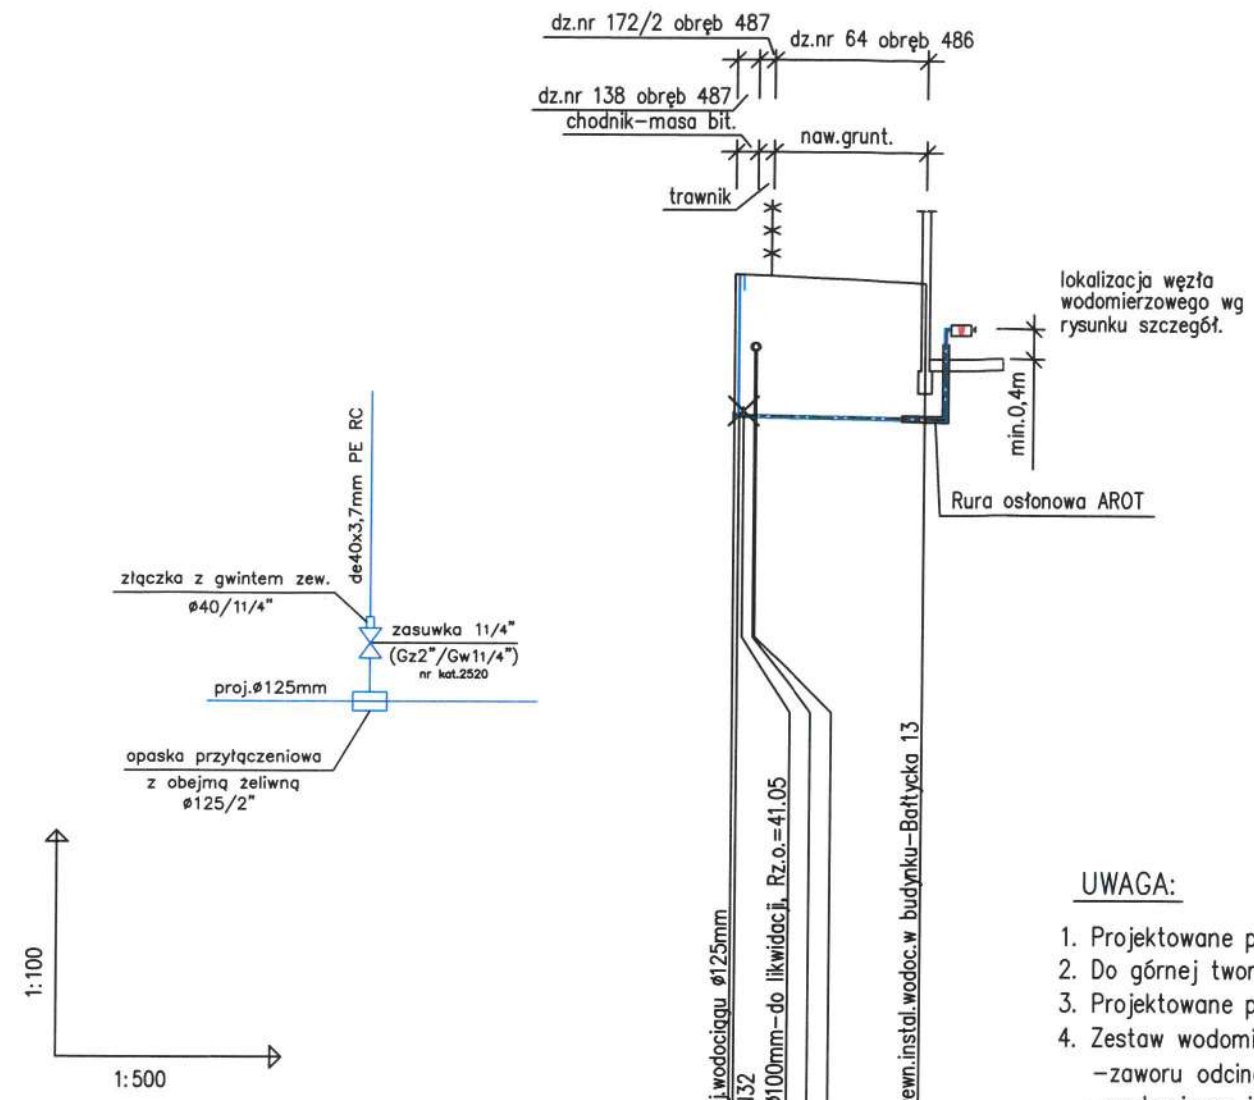 dz.nr 172/2 obręb 487
dz.nr 64 obręb 486
dz.nr 138 obręb 487
chodnik-masa bit.
naw.grunt.
trawnik
lokalizacja węzła
wodomierzowego wg
rysunku szczegół.
min.0,4m
Rura osłonowa AROT
de40x3,7mm PE RC
złączka z gwintem zew.
ø40/11/4"
zasuwka 11/4"
(Gz2"/Gw11/4")
nr kat.2520
proj.ø125mm
opaska przyłączeniowa
z obejmą żeliwną
ø125/2"
1:100
1:500
wodociągu ø125mm
132
ø100mm-do likwidacji, Rz.o.=41.05
ewn.instal.wodoc.w budynku-Bałtycka 13
UWAGA:
1. Projektowane p
2. Do górnej twor
3. Projektowane p
4. Zestaw wodomi
-zaworu odcin